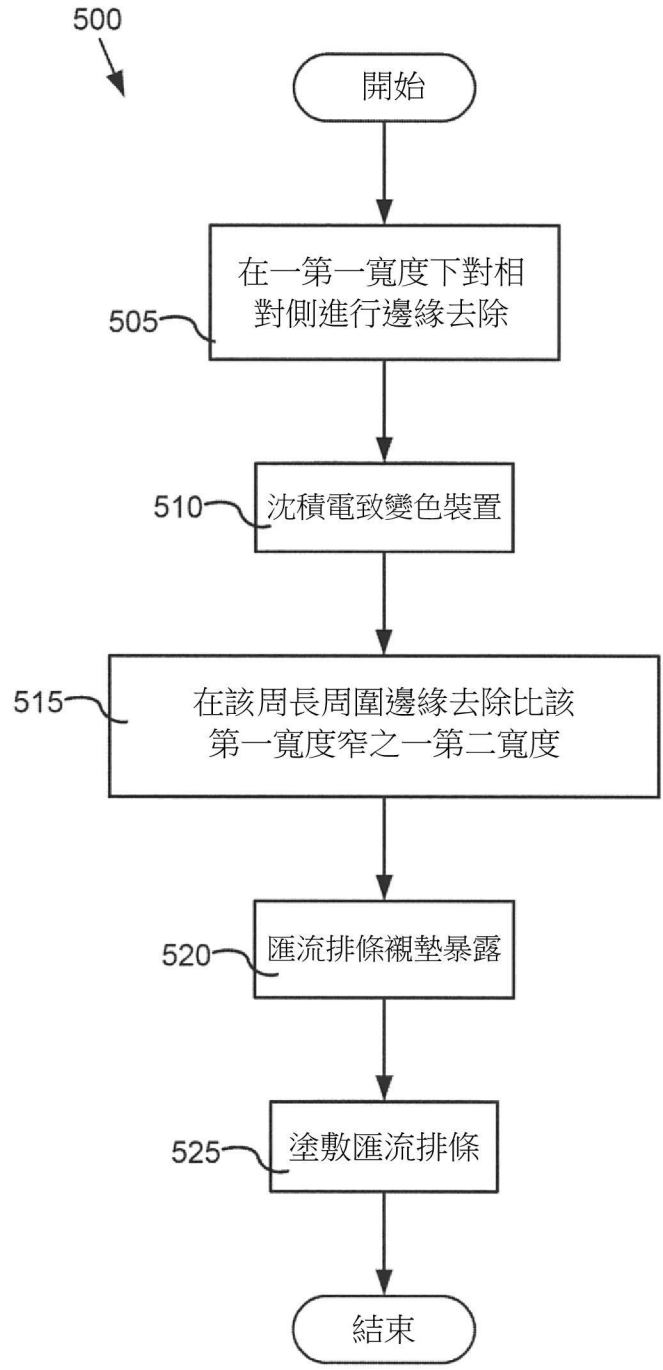 500
開始
在一第一寬度下對相
對側進行邊緣去除
505
沈積電致變色裝置
510
在該周長周圍邊緣去除比該
第一寬度窄之一第二寬度
515
匯流排條襯墊暴露
520
塗敷匯流排條
525
結束